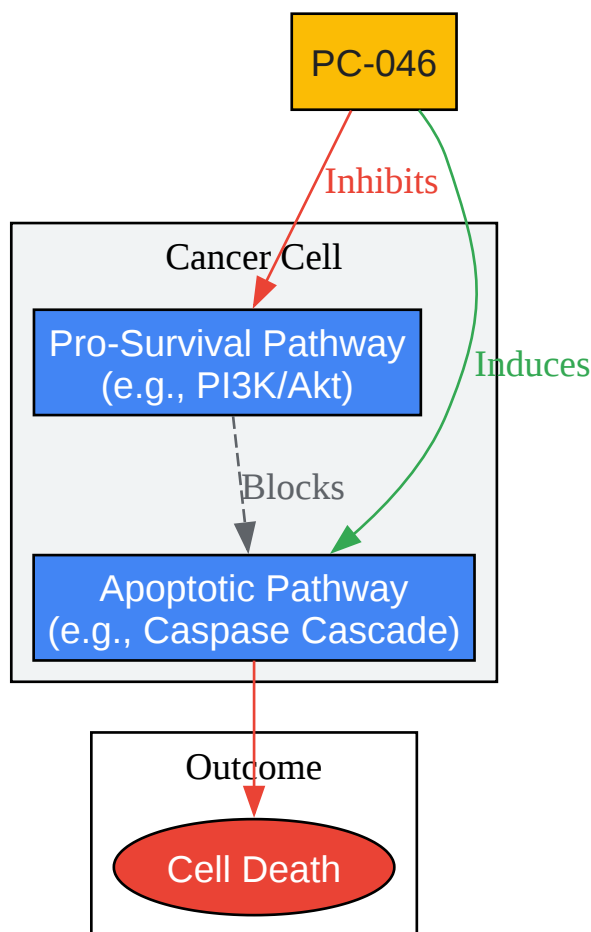 PC-046
Inhibits
Cancer Cell
Pro-Survival Pathway
(e.g., PI3K/Akt)
Induces
Blocks
Apoptotic Pathway
(e.g., Caspase Cascade)
Outcome
Cell Death